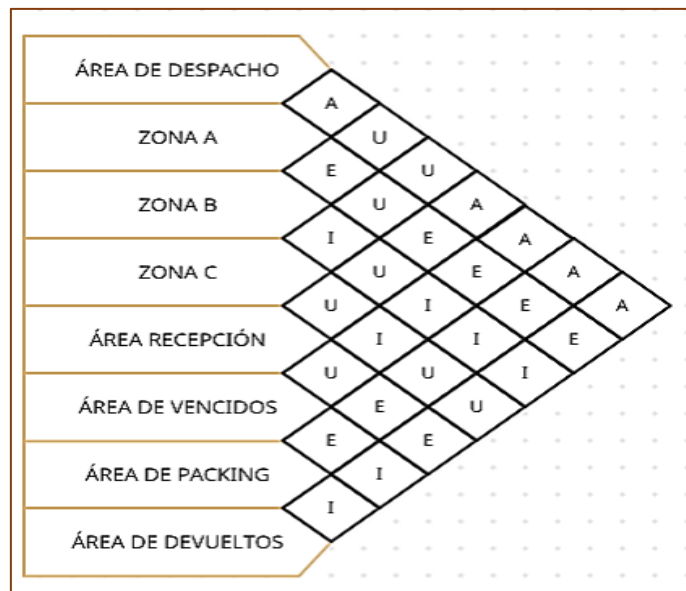 ÁREA DE DESPACHO
A
ZONA A U
E U
ZONA B U A
I E A
ZONA C U E A
U I E A
ÁREA RECEPCIÓN I I E
U U I
ÁREA DE VENCIDOS E U
E E
ÁREA DE PACKING I
I
ÁREA DE DEVUELTOS